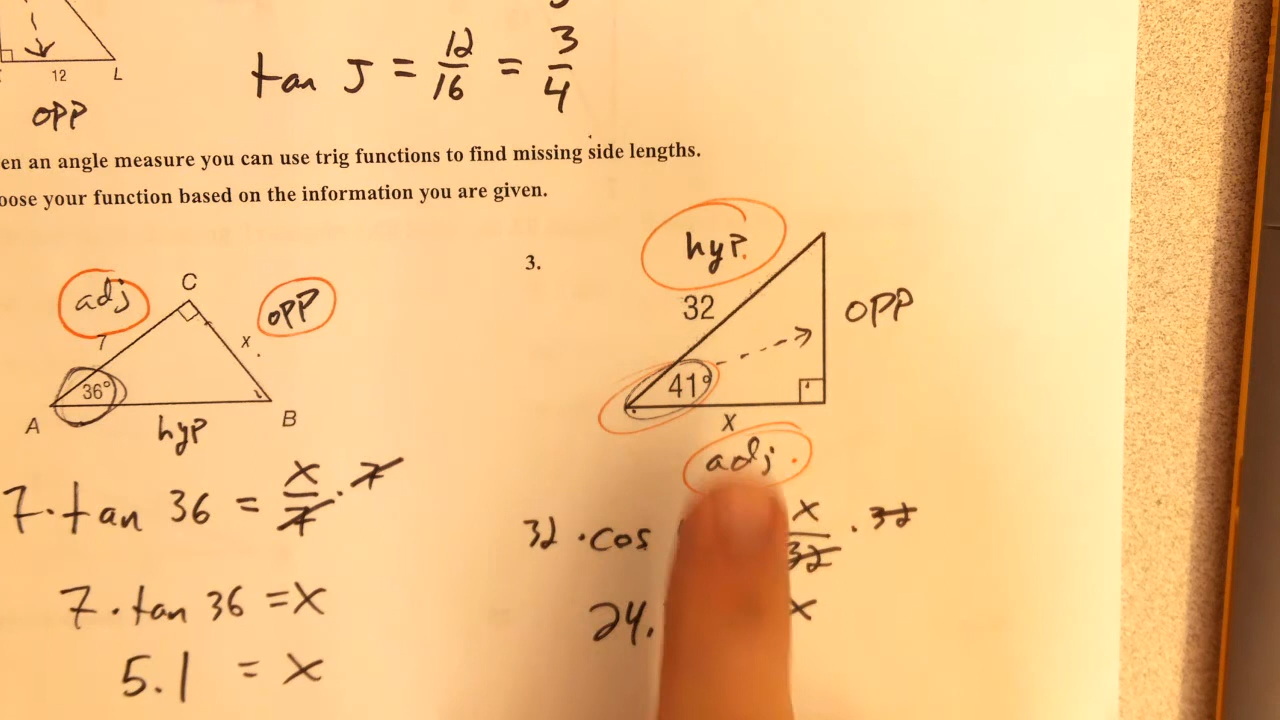 12 L
opp
tan J = 12/16 = 3/4
en an angle measure you can use trig functions to find missing side lengths.
oose your function based on the information you are given.
adj
C
opp
7
x
36°
A
hyp
B
7 · tan 36 = x/7 · 7
7 · tan 36 = x
5.1 = x
3.
hyp.
32
opp
41°
x
adj.
32 · cos x/32 · 32
24. x